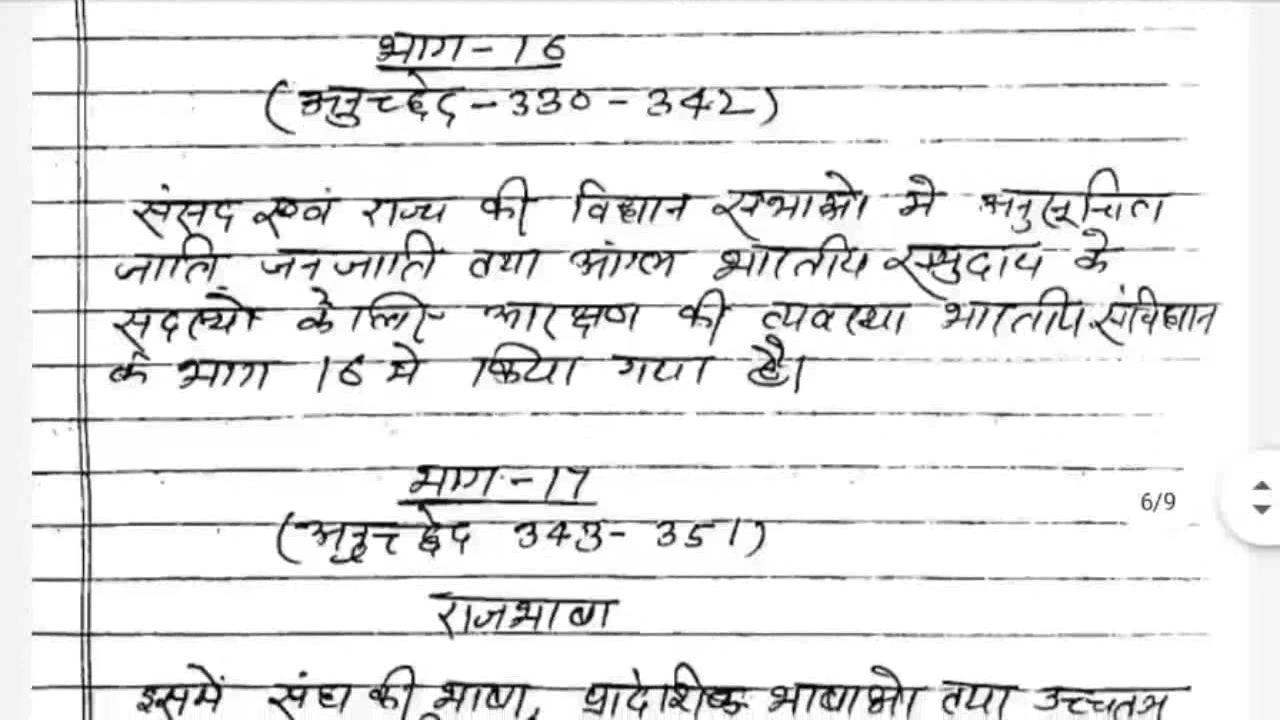 भाग - 16
(अनुच्छेद - 330 - 342)
संसद एवं राज्य की विधान सभाओ मे अनुसूचित
जाति जनजाति तथा आंग्ल भारतीय समुदाय के
सदस्यो के लिए आरक्षण की व्यवस्था भारतीय संविधान
के भाग 16 मे किया गया है।
भाग - 17
(अनुच्छेद 343 - 351)
राजभाषा
इसमें संघ की भाषा, प्रादेशिक भाषाओ तथा उच्चतम
6/9